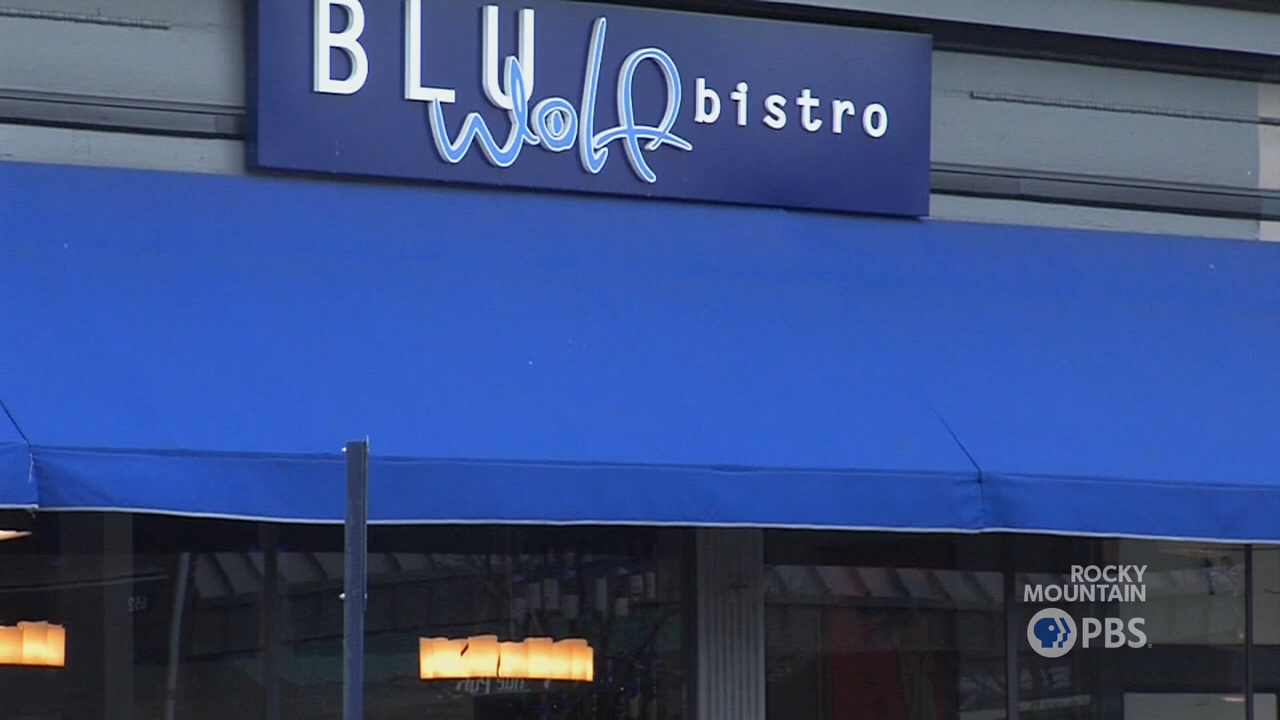 BLU
wolf bistro
ROCKY
MOUNTAIN
PBS